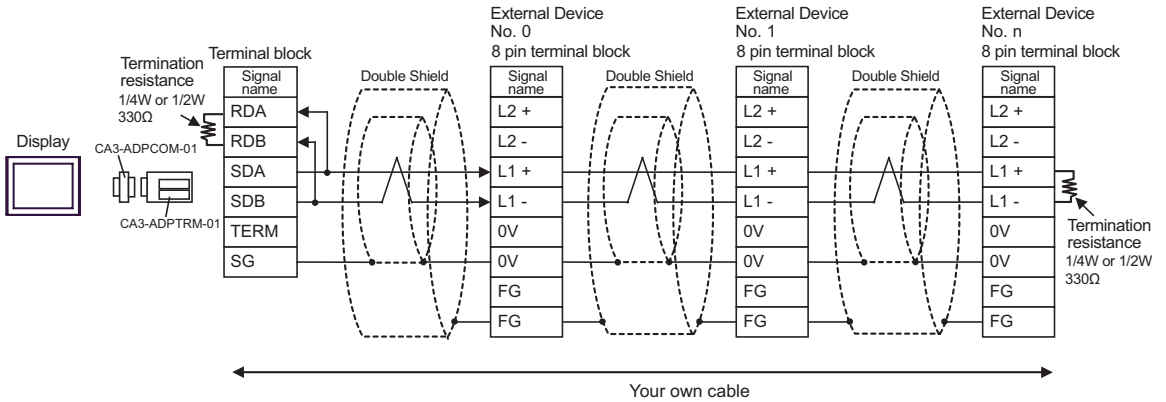 External Device
No. 0
8 pin terminal block
External Device
No. 1
8 pin terminal block
External Device
No. n
8 pin terminal block
Termination
resistance
1/4W or 1/2W
330Ω
Terminal block
Display
CA3-ADPCOM-01
CA3-ADPTRM-01
Signal
name
RDA
RDB
SDA
SDB
TERM
SG
Double Shield
Signal
name
L2 +
L2 -
L1 +
L1 -
0V
0V
FG
FG
Double Shield
Signal
name
L2 +
L2 -
L1 +
L1 -
0V
0V
FG
FG
Double Shield
Signal
name
L2 +
L2 -
L1 +
L1 -
0V
0V
FG
FG
Termination
resistance
1/4W or 1/2W
330Ω
Your own cable